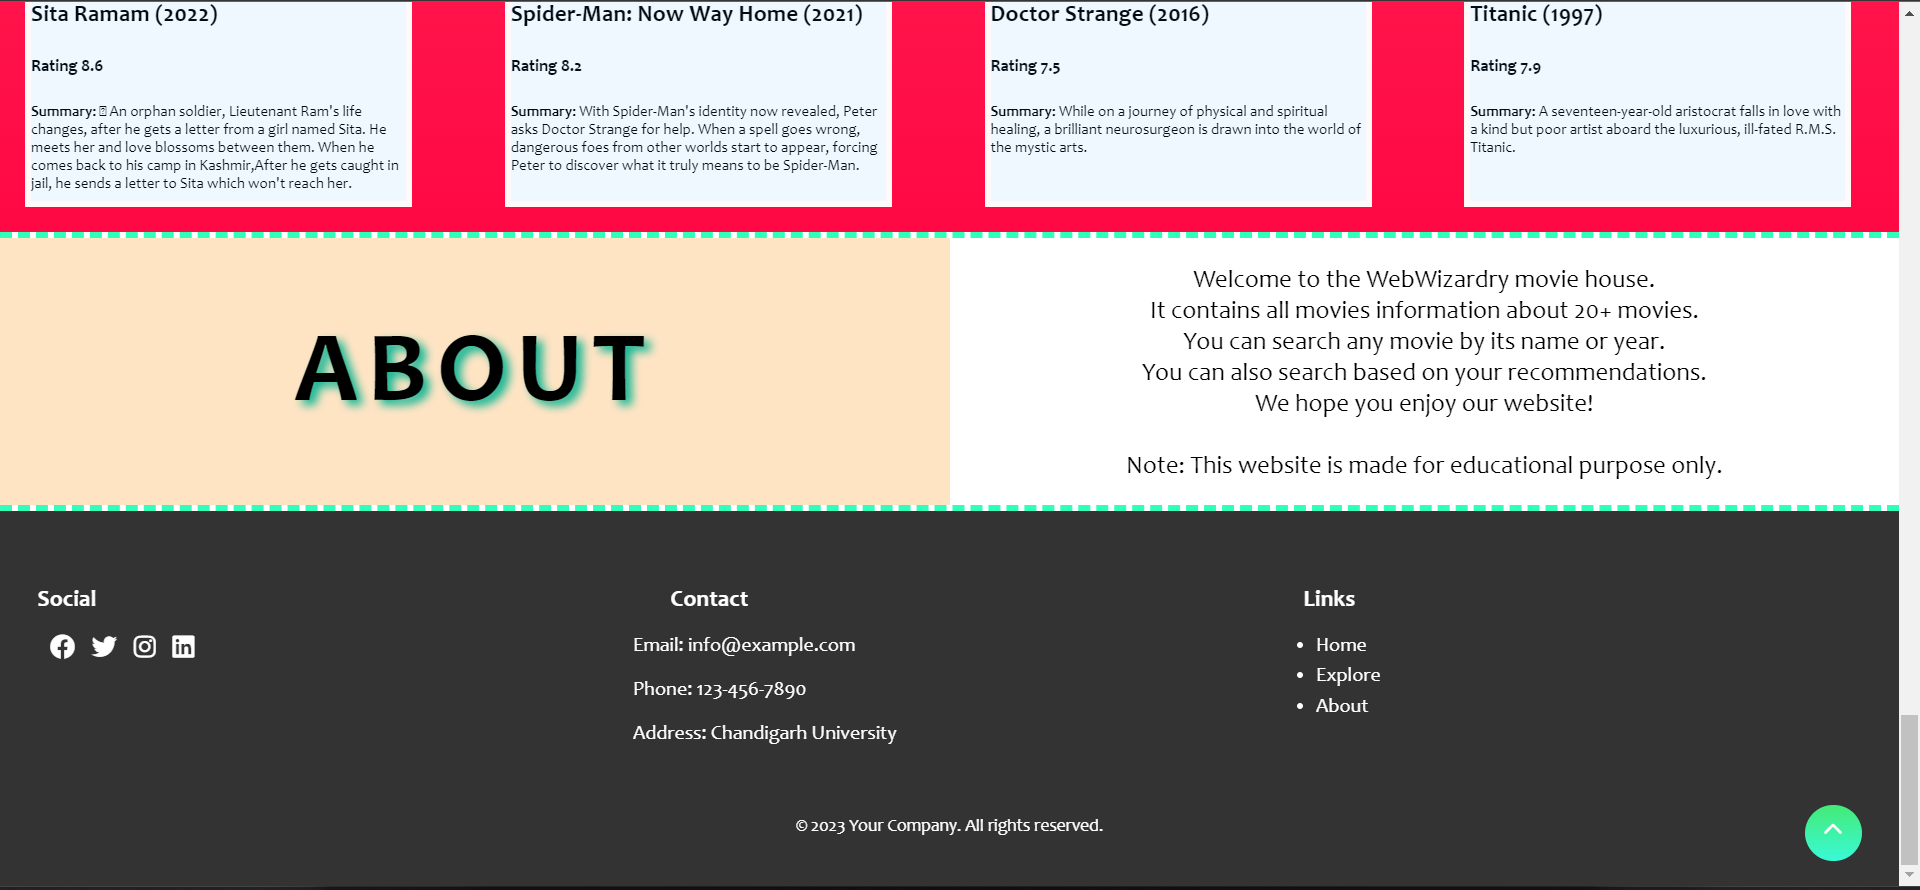 Sita Ramam (2022)
Rating 8.6
Summary: An orphan soldier, Lieutenant Ram's life
changes, after he gets a letter from a girl named Sita. He
meets her and love blossoms between them. When he
comes back to his camp in Kashmir,After he gets caught in
jail, he sends a letter to Sita which won't reach her.
Spider-Man: Now Way Home (2021)
Rating 8.2
Summary: With Spider-Man's identity now revealed, Peter
asks Doctor Strange for help. When a spell goes wrong,
dangerous foes from other worlds start to appear, forcing
Peter to discover what it truly means to be Spider-Man.
Doctor Strange (2016)
Rating 7.5
Summary: While on a journey of physical and spiritual
healing, a brilliant neurosurgeon is drawn into the world of
the mystic arts.
Titanic (1997)
Rating 7.9
Summary: A seventeen-year-old aristocrat falls in love with
a kind but poor artist aboard the luxurious, ill-fated R.M.S.
Titanic.
ABOUT
Welcome to the WebWizardry movie house.
It contains all movies information about 20+ movies.
You can search any movie by its name or year.
You can also search based on your recommendations.
We hope you enjoy our website!
Note: This website is made for educational purpose only.
Social
Contact
Email: info@example.com
Phone: 123-456-7890
Address: Chandigarh University
Links
• Home
• Explore
• About
© 2023 Your Company. All rights reserved.